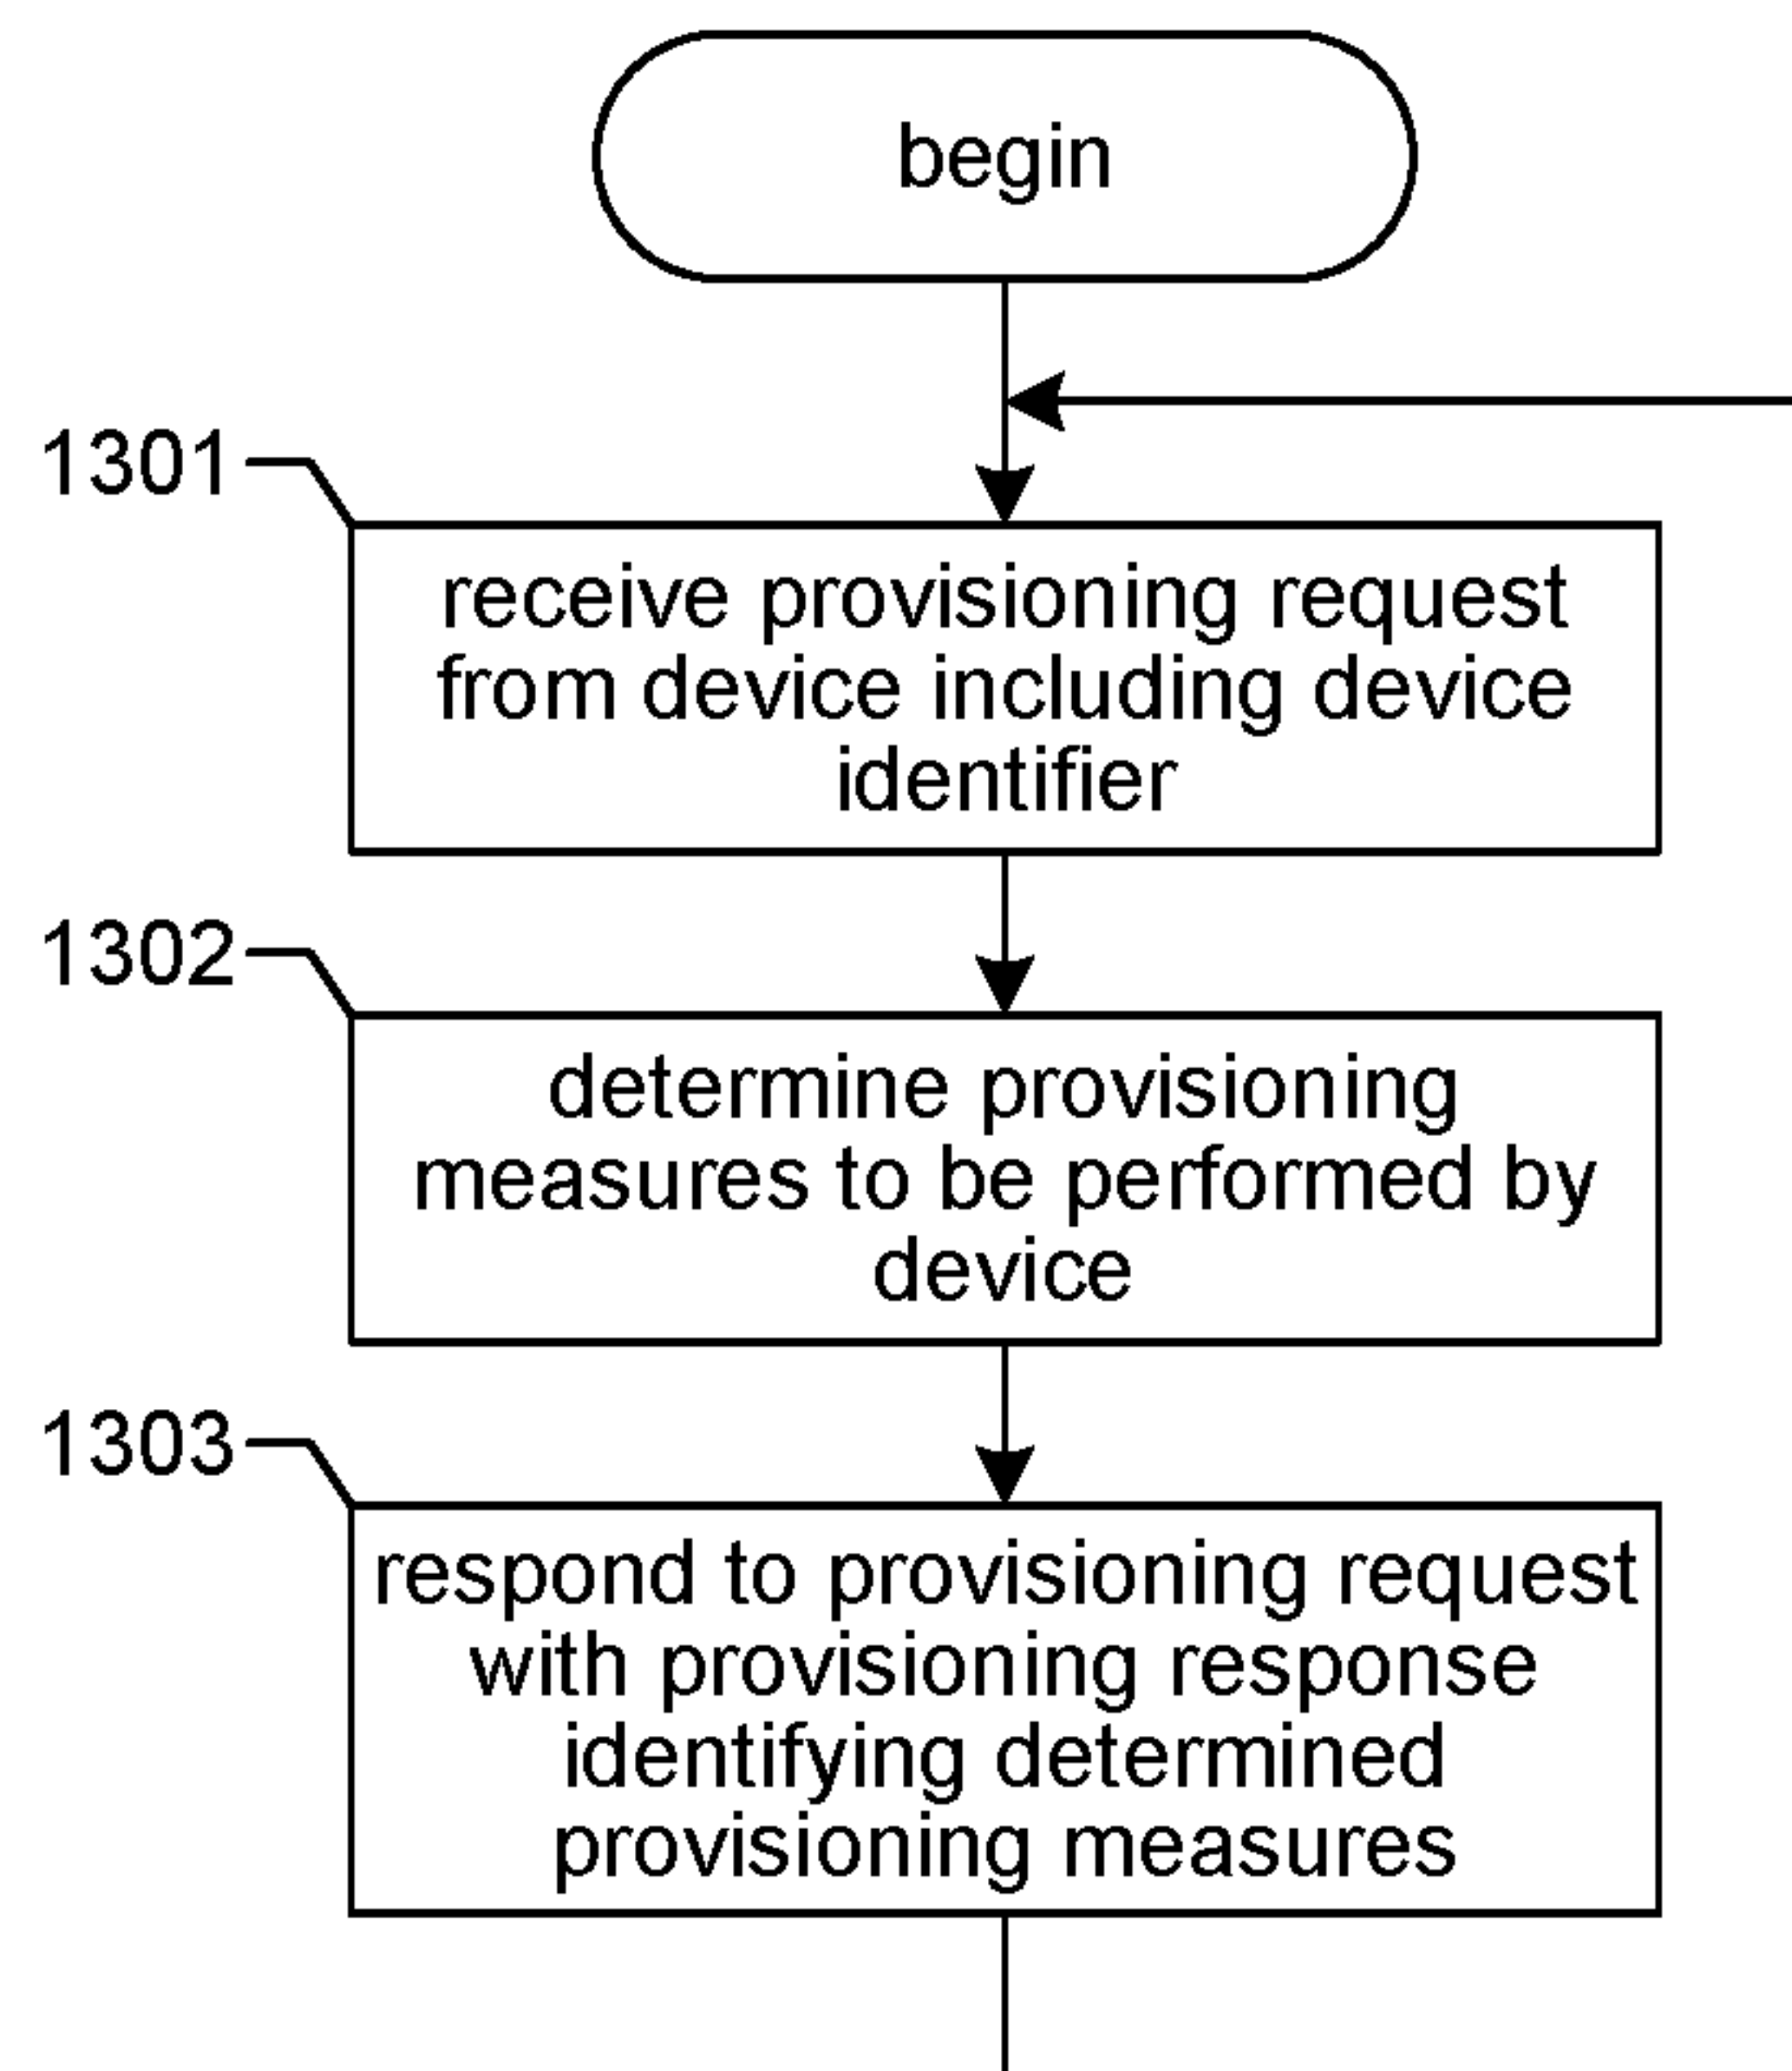 begin
1301
receive provisioning request
from device including device
identifier
1302
determine provisioning
measures to be performed by
device
1303
respond to provisioning request
with provisioning response
identifying determined
provisioning measures